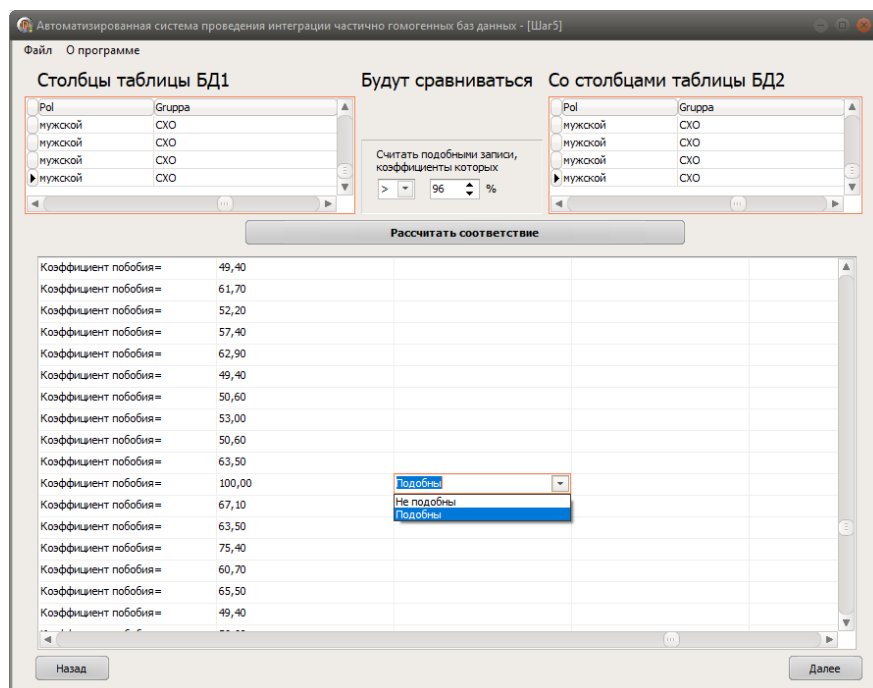 Автоматизированная система проведения интеграции частично гомогенных баз данных - [Шаг5]
Файл О программе
Столбцы таблицы БД1 Будут сравниваться Со столбцами таблицы БД2
Pol Gruppa Pol Gruppa
мужской СХО мужской СХО
мужской СХО мужской СХО
мужской СХО мужской СХО
мужской СХО мужской СХО
Считать подобными записи,
коэффициенты которых
> 96 %
Рассчитать соответствие
Коэффициент побобия= 49,40
Коэффициент побобия= 61,70
Коэффициент побобия= 52,20
Коэффициент побобия= 57,40
Коэффициент побобия= 62,90
Коэффициент побобия= 49,40
Коэффициент побобия= 50,60
Коэффициент побобия= 53,00
Коэффициент побобия= 50,60
Коэффициент побобия= 63,50
Коэффициент побобия= 100,00 Подобны
Коэффициент побобия= 67,10 Не подобны
Подобны
Коэффициент побобия= 63,50
Коэффициент побобия= 75,40
Коэффициент побобия= 60,70
Коэффициент побобия= 65,50
Коэффициент побобия= 49,40
Назад Далее